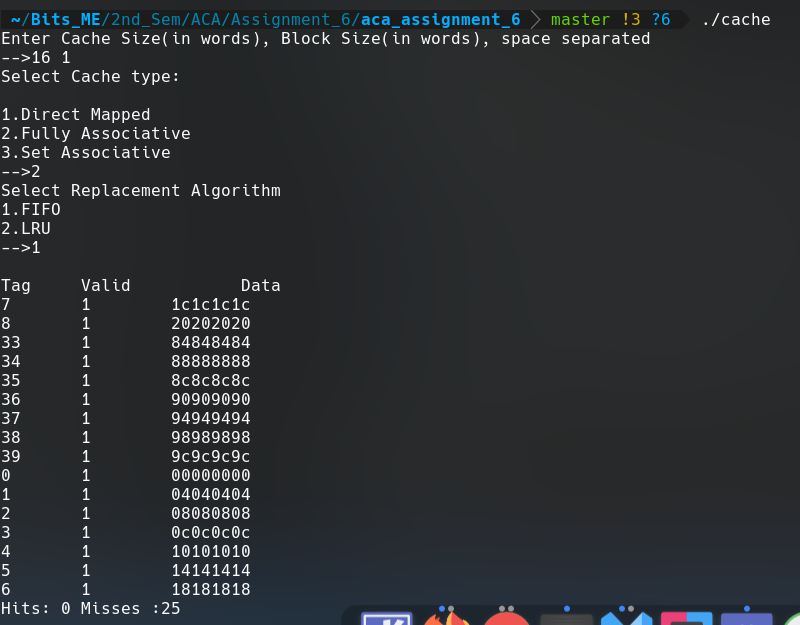 ~/Bits_ME/2nd_Sem/ACA/Assignment_6/aca_assignment_6 master !3 ?6 ./cache
Enter Cache Size(in words), Block Size(in words), space separated
-->16 1
Select Cache type:
1.Direct Mapped
2.Fully Associative
3.Set Associative
-->2
Select Replacement Algorithm
1.FIFO
2.LRU
-->1
Tag Valid Data
7 1 1c1c1c1c
8 1 20202020
33 1 84848484
34 1 88888888
35 1 8c8c8c8c
36 1 90909090
37 1 94949494
38 1 98989898
39 1 9c9c9c9c
0 1 00000000
1 1 04040404
2 1 08080808
3 1 0c0c0c0c
4 1 10101010
5 1 14141414
6 1 18181818
Hits: 0 Misses :25